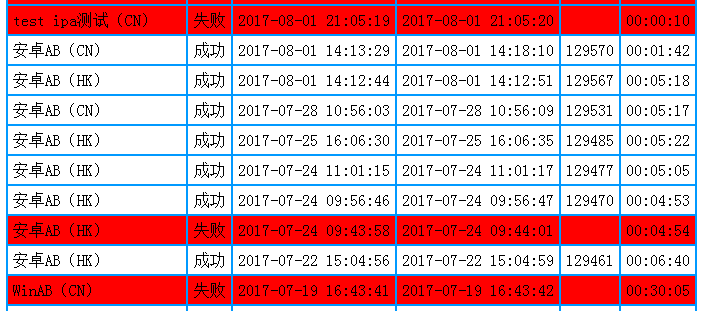 test ipa测试（CN） 失败 2017-08-01 21:05:19 2017-08-01 21:05:20 00:00:10
安卓AB（CN） 成功 2017-08-01 14:13:29 2017-08-01 14:18:10 129570 00:01:42
安卓AB（HK） 成功 2017-08-01 14:12:44 2017-08-01 14:12:51 129567 00:05:18
安卓AB（CN） 成功 2017-07-28 10:56:03 2017-07-28 10:56:09 129531 00:05:17
安卓AB（HK） 成功 2017-07-25 16:06:30 2017-07-25 16:06:35 129485 00:05:22
安卓AB（HK） 成功 2017-07-24 11:01:15 2017-07-24 11:01:17 129477 00:05:05
安卓AB（HK） 成功 2017-07-24 09:56:46 2017-07-24 09:56:47 129470 00:04:53
安卓AB（HK） 失败 2017-07-24 09:43:58 2017-07-24 09:44:01 00:04:54
安卓AB（HK） 成功 2017-07-22 15:04:56 2017-07-22 15:04:59 129461 00:06:40
WinAB（CN） 失败 2017-07-19 16:43:41 2017-07-19 16:43:42 00:30:05